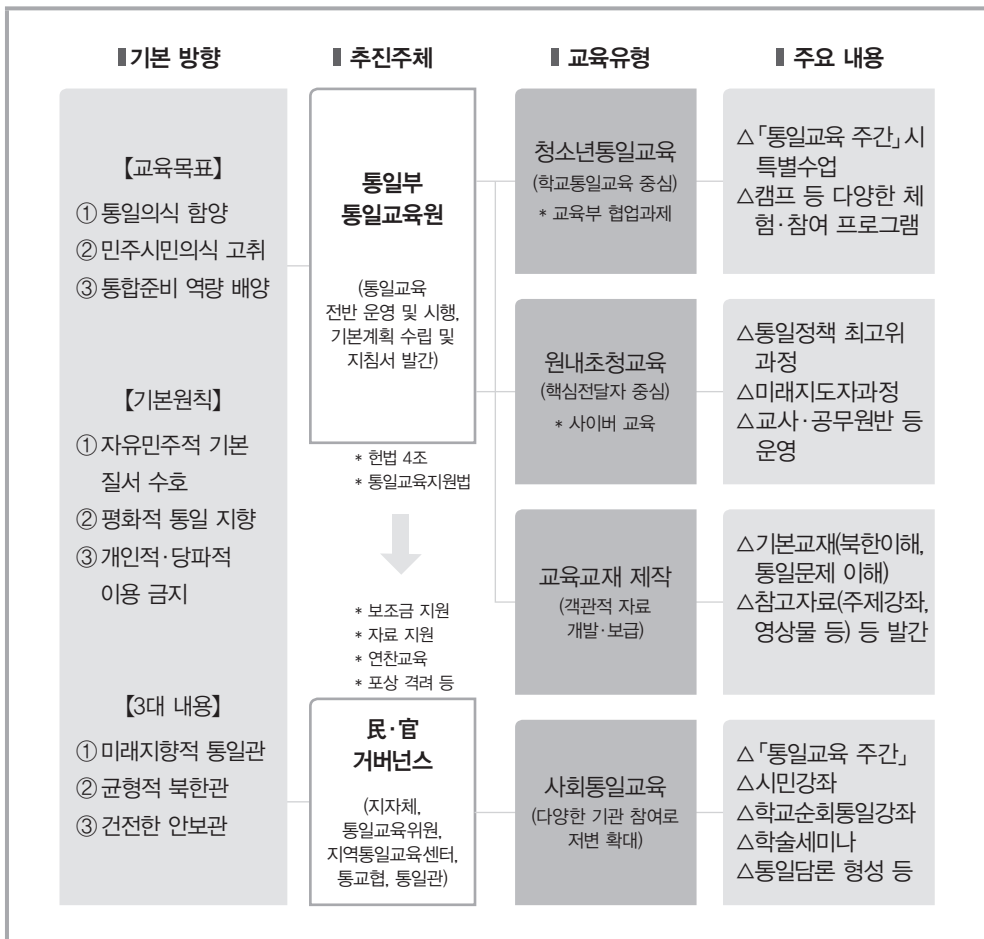 ▮기본 방향
【교육목표】
① 통일의식 함양
② 민주시민의식 고취
③ 통합준비 역량 배양
【기본원칙】
① 자유민주적 기본
질서 수호
② 평화적 통일 지향
③ 개인적·당파적
이용 금지
【3대 내용】
① 미래지향적 통일관
② 균형적 북한관
③ 건전한 안보관
▮ 추진주체
통일부
통일교육원
(통일교육
전반 운영 및 시행,
기본계획 수립 및
지침서 발간)
* 헌법 4조
* 통일교육지원법
* 보조금 지원
* 자료 지원
* 연찬교육
* 포상 격려 등
民·官
거버넌스
(지자체,
통일교육위원,
지역통일교육센터,
통교협, 통일관)
▮ 교육유형
청소년통일교육
(학교통일교육 중심)
* 교육부 협업과제
원내초청교육
(핵심전달자 중심)
* 사이버 교육
교육교재 제작
(객관적 자료
개발·보급)
사회통일교육
(다양한 기관 참여로
저변 확대)
▮ 주요 내용
△「통일교육 주간」시
특별수업
△캠프 등 다양한 체
험·참여 프로그램
△통일정책 최고위
과정
△미래지도자과정
△교사·공무원반 등
운영
△기본교재(북한이해,
통일문제 이해)
△참고자료(주제강좌,
영상물 등) 등 발간
△「통일교육 주간」
△시민강좌
△학교순회통일강좌
△학술세미나
△통일담론 형성 등